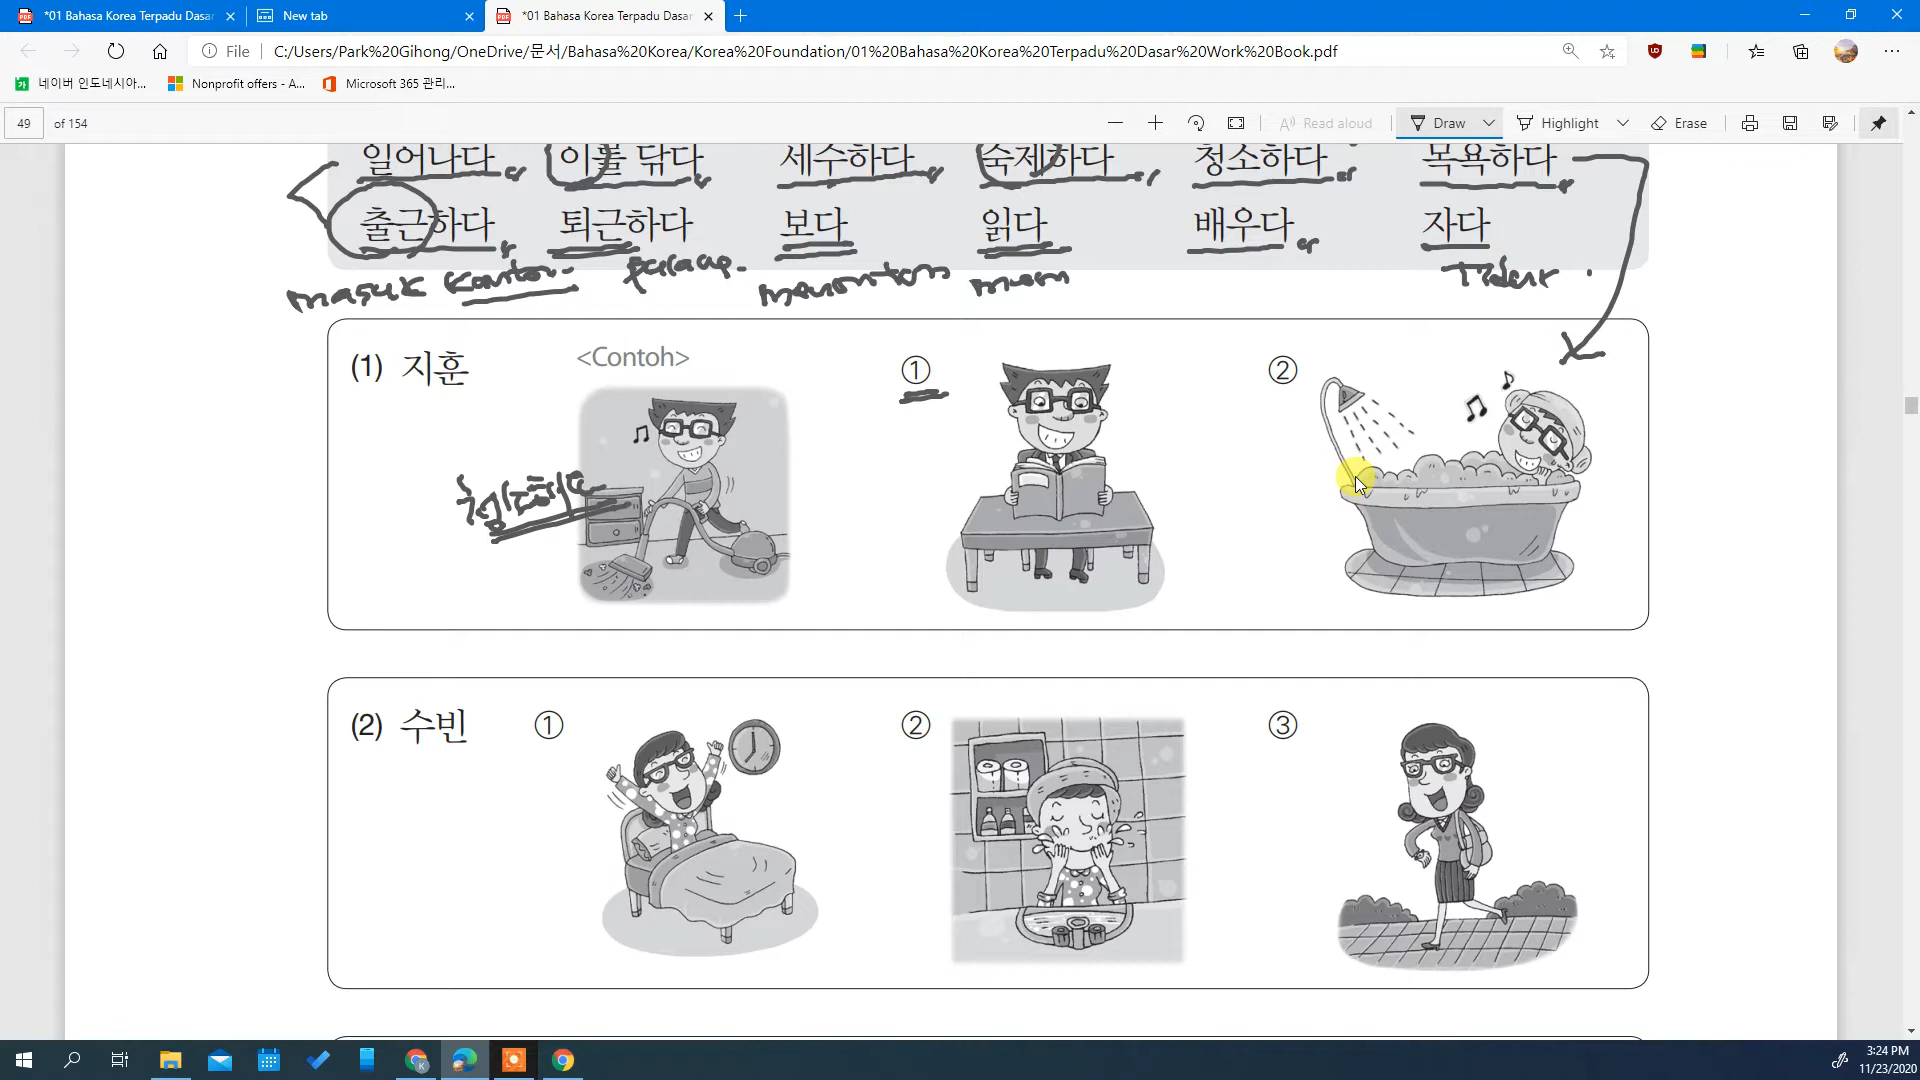 *01 Bahasa Korea Terpadu Dasar
New tab
*01 Bahasa Korea Terpadu Dasar
File
C:/Users/Park%20Gihong/OneDrive/문서/Bahasa%20Korea/Korea%20Foundation/01%20Bahasa%20Korea%20Terpadu%20Dasar%20Work%20Book.pdf
네이버 인도네시아어...
Nonprofit offers - A...
Microsoft 365 관리...
49 of 154
Read aloud
Draw
Highlight
Erase
일어나다 이를 닦다 세수하다 숙제하다 청소하다 목욕하다
출근하다 퇴근하다 보다 읽다 배우다 자다
masuk kantor
menonton
Tidur
(1) 지훈
<Contoh>
①
②
청소해요
(2) 수빈
①
②
③
3:24 PM
11/23/2020